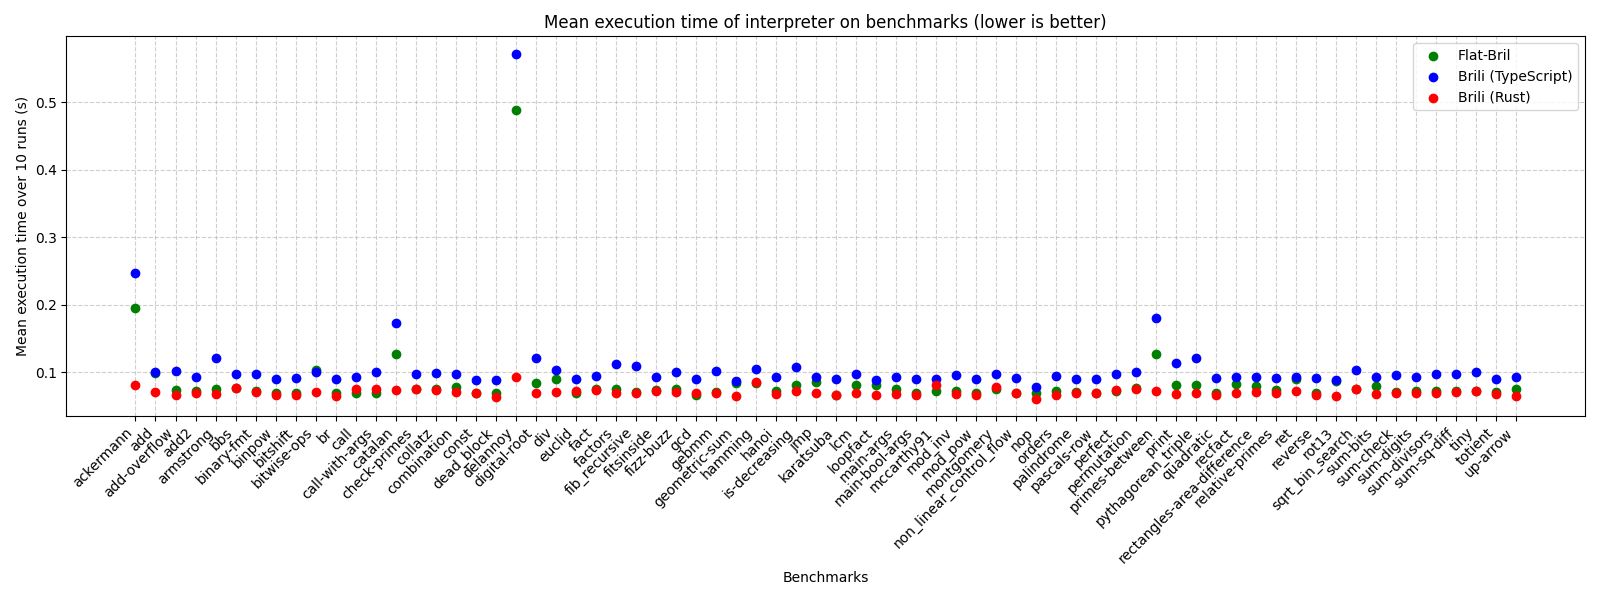 Mean execution time of interpreter on benchmarks (lower is better)
Flat-Bril
Brili (TypeScript)
Brili (Rust)
Mean execution time over 10 runs (s)
0.5
0.4
0.3
0.2
0.1
ackermann
add
add-overflow
add2
armstrong
bbs
binary-fmt
binpow
bitshift
bitwise-ops
br
call
call-with-args
catalan
check-primes
collatz
combination
const
dead_block
delannoy
digital-root
div
euclid
fact
factors
fib_recursive
fitsinside
fizz-buzz
gcd
gebmm
geometric-sum
hamming
hanoi
is-decreasing
jmp
karatsuba
lcm
loopfact
main-args
main-bool-args
mccarthy91
mod_inv
mod_pow
montgomery
non_linear_control_flow
nop
orders
palindrome
pascals-row
perfect
permutation
primes-between
print
pythagorean_triple
quadratic
recfact
rectangles-area-difference
relative-primes
ret
reverse
rot13
sqrt_bin_search
sum-bits
sum-check
sum-digits
sum-divisors
sum-sq-diff
tiny
totient
up-arrow
Benchmarks